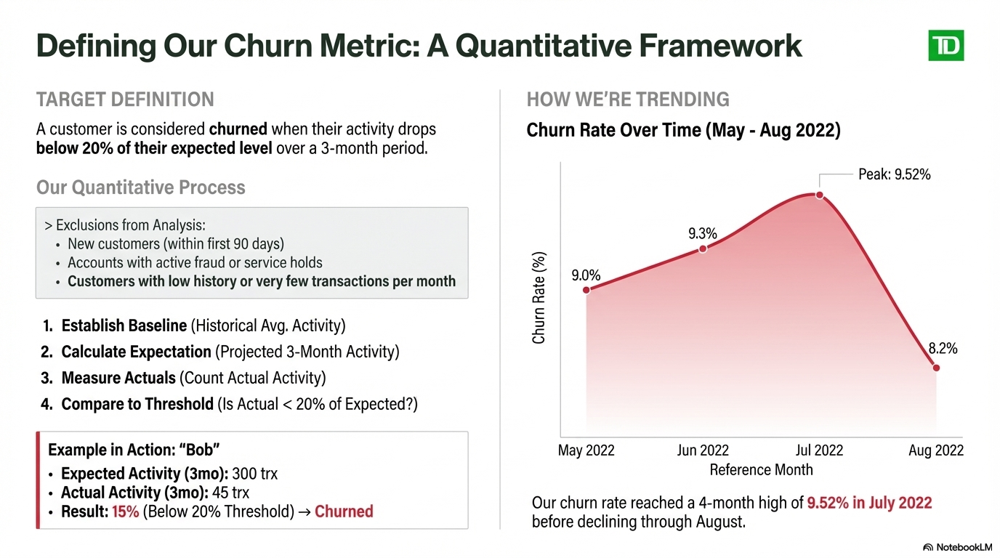 Defining Our Churn Metric: A Quantitative Framework
TD
TARGET DEFINITION
A customer is considered churned when their activity drops
below 20% of their expected level over a 3-month period.
Our Quantitative Process
> Exclusions from Analysis:
• New customers (within first 90 days)
• Accounts with active fraud or service holds
• Customers with low history or very few transactions per month
1. Establish Baseline (Historical Avg. Activity)
2. Calculate Expectation (Projected 3-Month Activity)
3. Measure Actuals (Count Actual Activity)
4. Compare to Threshold (Is Actual < 20% of Expected?)
Example in Action: “Bob”
• Expected Activity (3mo): 300 trx
• Actual Activity (3mo): 45 trx
• Result: 15% (Below 20% Threshold) → Churned
HOW WE’RE TRENDING
Churn Rate Over Time (May - Aug 2022)
Peak: 9.52%
9.3%
9.0%
8.2%
Churn Rate (%)
May 2022 Jun 2022 Jul 2022 Aug 2022
Reference Month
Our churn rate reached a 4-month high of 9.52% in July 2022
before declining through August.
NotebookLM